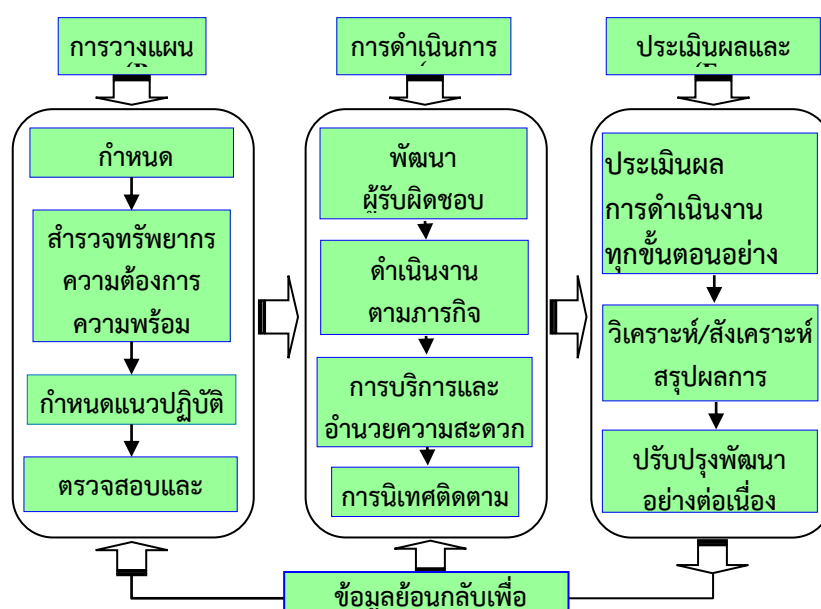 การวางแผน
การดำเนินการ
ประเมินผลและ
กำหนด
สำรวจทรัพยากร
ความต้องการ
ความพร้อม
กำหนดแนวปฏิบัติ
ตรวจสอบและ
พัฒนา
ผู้รับผิดชอบ
ดำเนินงาน
ตามภารกิจ
การบริการและ
อำนวยความสะดวก
การนิเทศติดตาม
ประเมินผล
การดำเนินงาน
ทุกขั้นตอนอย่าง
วิเคราะห์/สังเคราะห์
สรุปผลการ
ปรับปรุงพัฒนา
อย่างต่อเนื่อง
ข้อมูลย้อนกลับเพื่อ